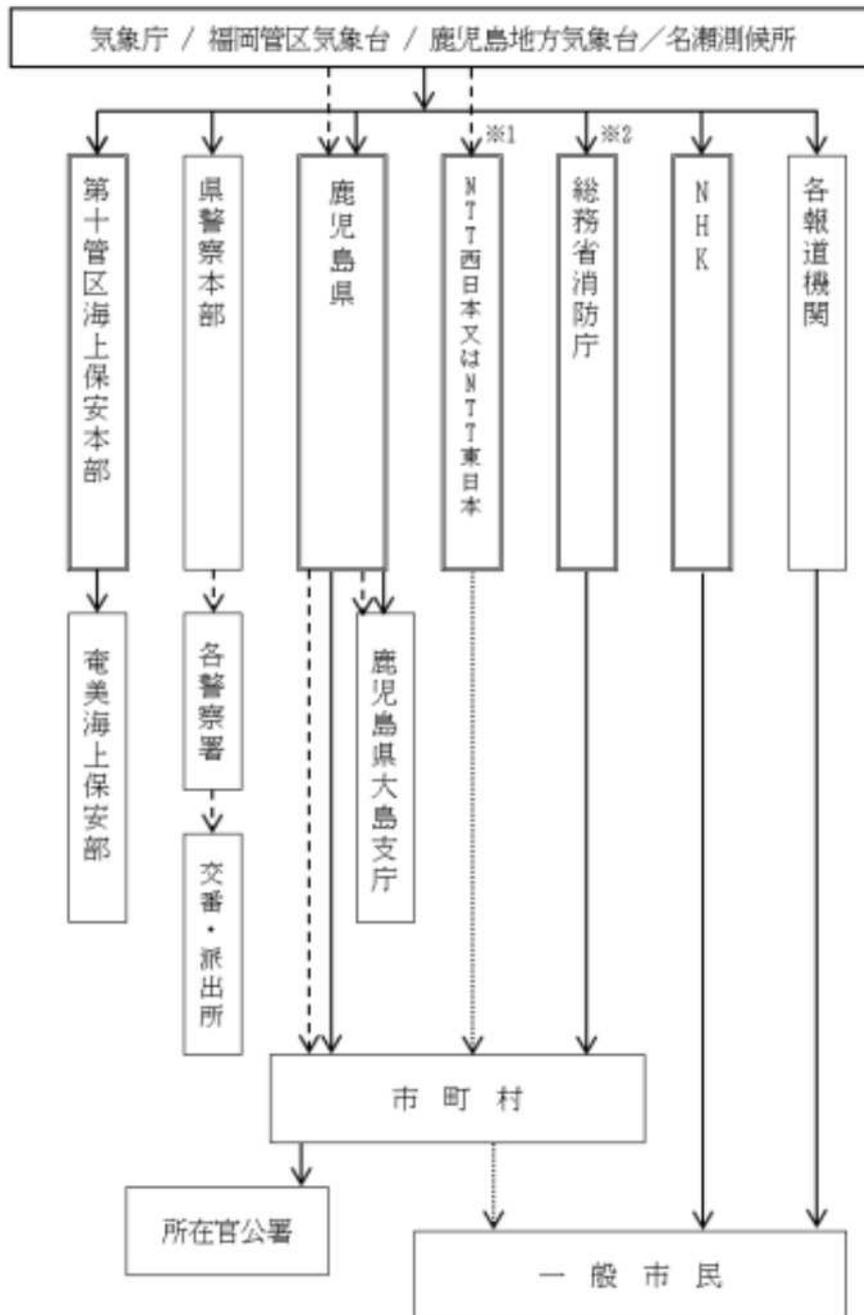 気象庁 / 福岡管区気象台 / 鹿児島地方気象台／名瀬測候所
※1
※2
第十管区海上保安本部
県警察本部
鹿児島県
NTT西日本又はNTT東日本
総務省消防庁
NHK
各報道機関
奄美海上保安部
各警察署
鹿児島県大島支庁
交番・派出所
市町村
所在官公署
一般市民